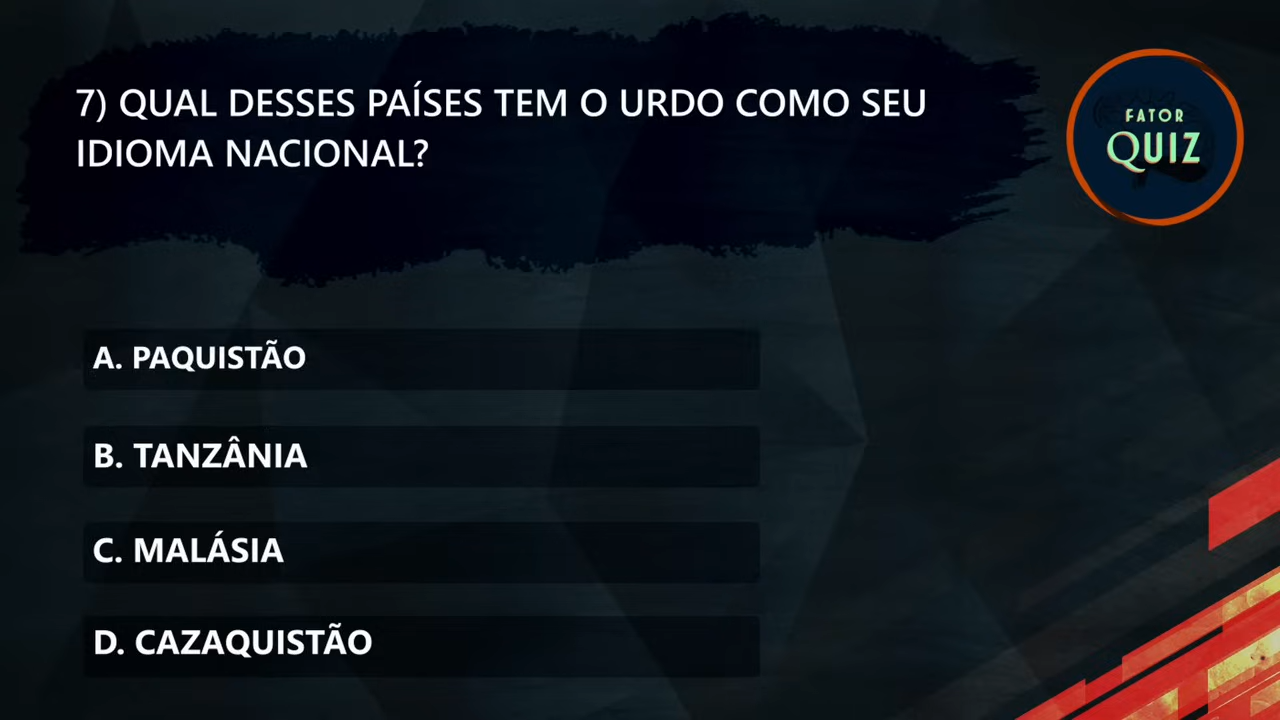 7) QUAL DESSES PAÍSES TEM O URDO COMO SEU
IDIOMA NACIONAL?
FATOR
QUIZ
A. PAQUISTÃO
B. TANZÂNIA
C. MALÁSIA
D. CAZAQUISTÃO